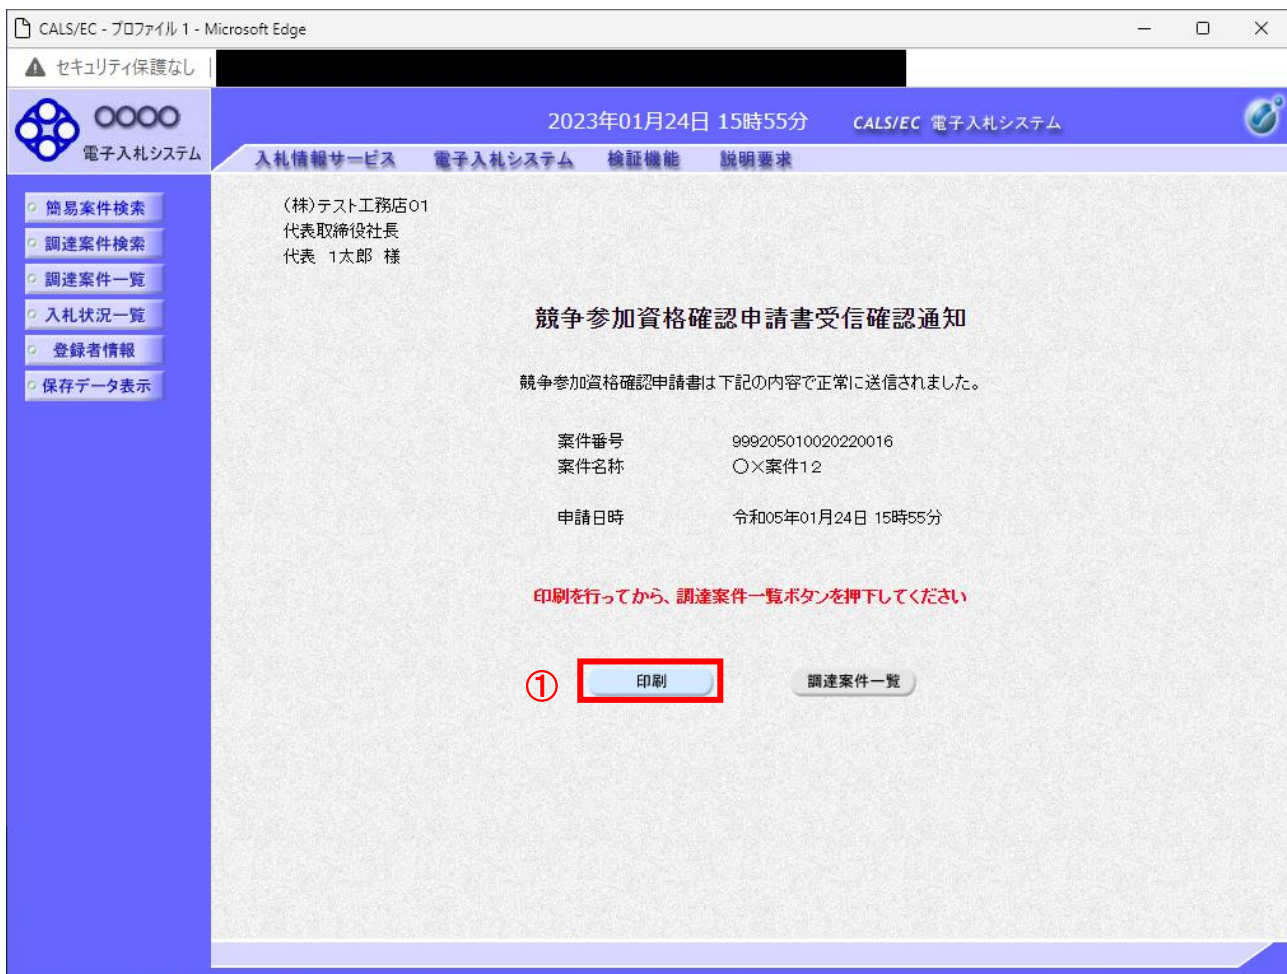 CALS/EC - プロファイル 1 - Microsoft Edge
セキュリティ保護なし
〇〇〇〇
電子入札システム
2023年01月24日 15時55分 CALS/EC 電子入札システム
入札情報サービス 電子入札システム 検証機能 説明要求
簡易案件検索
調達案件検索
調達案件一覧
入札状況一覧
登録者情報
保存データ表示
(株)テスト工務店01
代表取締役社長
代表 1太郎 様
競争参加資格確認申請書受信確認通知
競争参加資格確認申請書は下記の内容で正常に送信されました。
案件番号 999205010020220016
案件名称 〇×案件12
申請日時 令和05年01月24日 15時55分
印刷を行ってから、調達案件一覧ボタンを押下してください
① 印刷 調達案件一覧